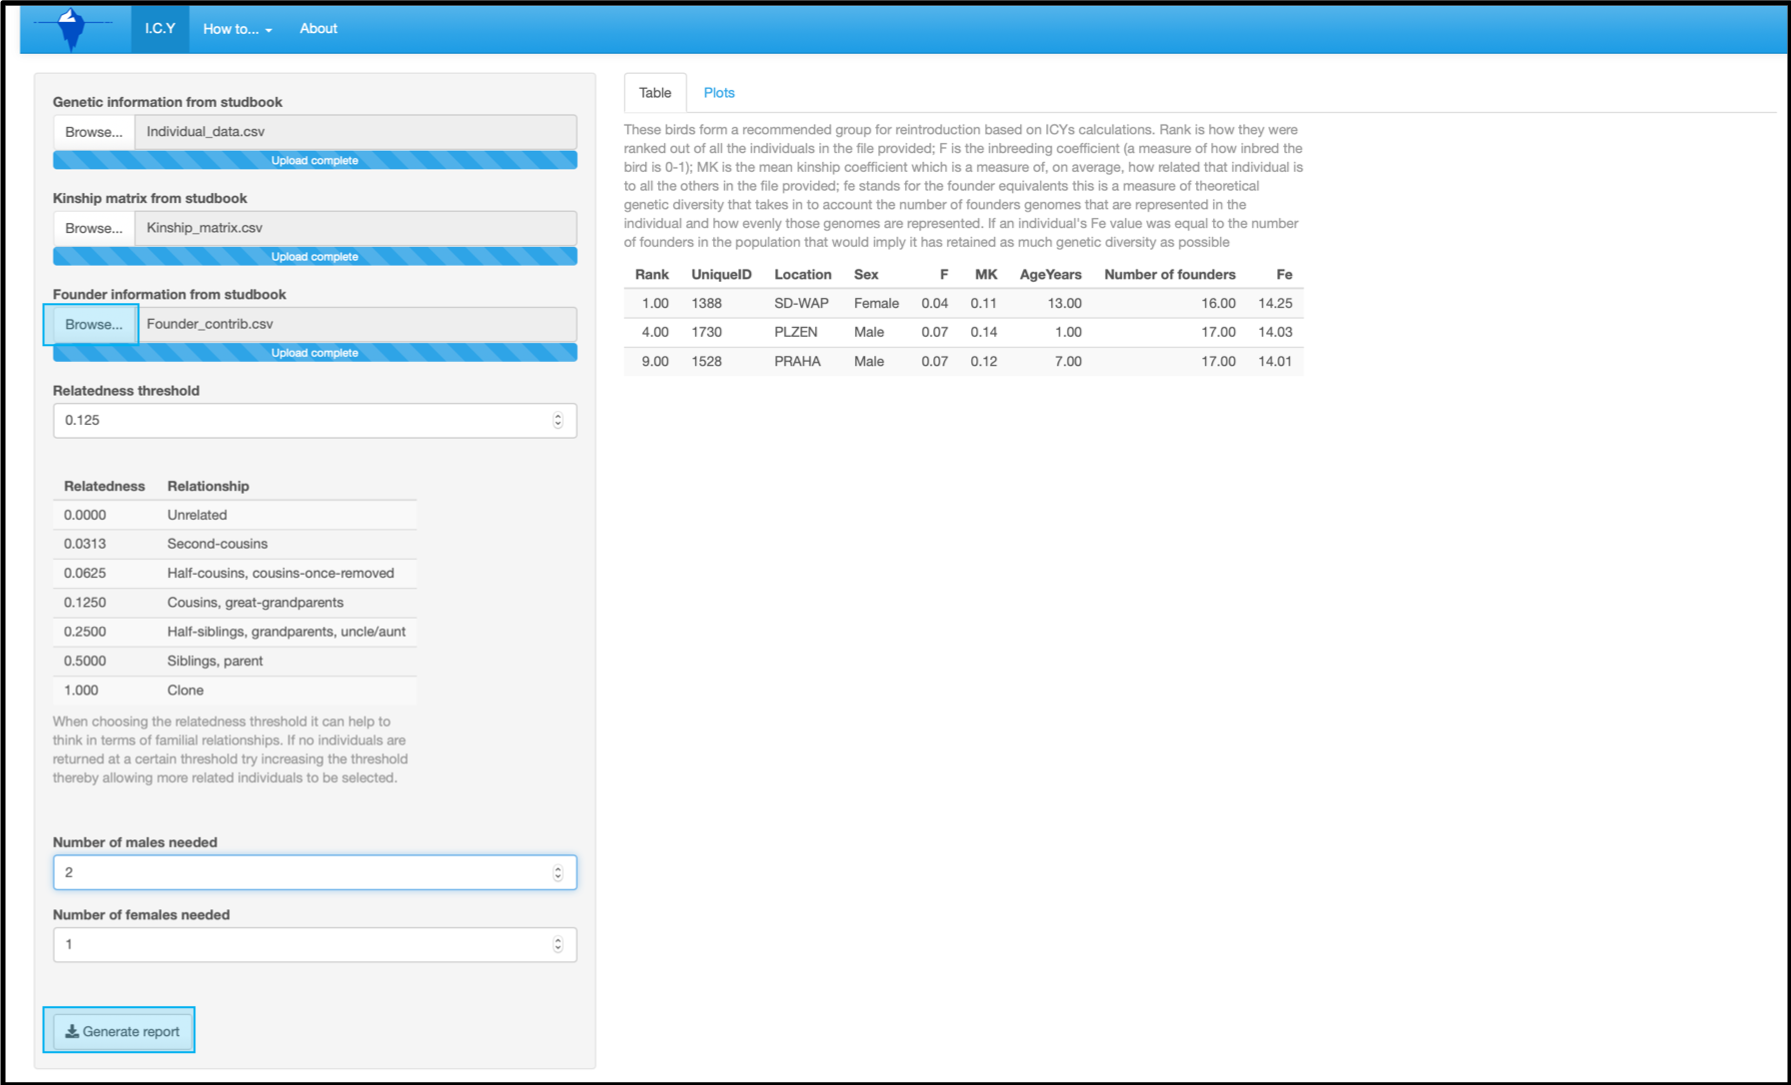 I.C.Y How to... About
Genetic information from studbook
Browse... Individual_data.csv
Upload complete
Kinship matrix from studbook
Browse... Kinship_matrix.csv
Upload complete
Founder information from studbook
Browse... Founder_contrib.csv
Upload complete
Relatedness threshold
0.125
Relatedness Relationship
0.0000 Unrelated
0.0313 Second-cousins
0.0625 Half-cousins, cousins-once-removed
0.1250 Cousins, great-grandparents
0.2500 Half-siblings, grandparents, uncle/aunt
0.5000 Siblings, parent
1.000 Clone
When choosing the relatedness threshold it can help to
think in terms of familial relationships. If no individuals are
returned at a certain threshold try increasing the threshold
thereby allowing more related individuals to be selected.
Number of males needed
2
Number of females needed
1
Generate report
Table Plots
These birds form a recommended group for reintroduction based on ICYs calculations. Rank is how they were
ranked out of all the individuals in the file provided; F is the inbreeding coefficient (a measure of how inbred the
bird is 0-1); MK is the mean kinship coefficient which is a measure of, on average, how related that individual is
to all the others in the file provided; fe stands for the founder equivalents this is a measure of theoretical
genetic diversity that takes in to account the number of founders genomes that are represented in the
individual and how evenly those genomes are represented. If an individual's Fe value was equal to the number
of founders in the population that would imply it has retained as much genetic diversity as possible
Rank UniqueID Location Sex F MK AgeYears Number of founders Fe
1.00 1388 SD-WAP Female 0.04 0.11 13.00 16.00 14.25
4.00 1730 PLZEN Male 0.07 0.14 1.00 17.00 14.03
9.00 1528 PRAHA Male 0.07 0.12 7.00 17.00 14.01